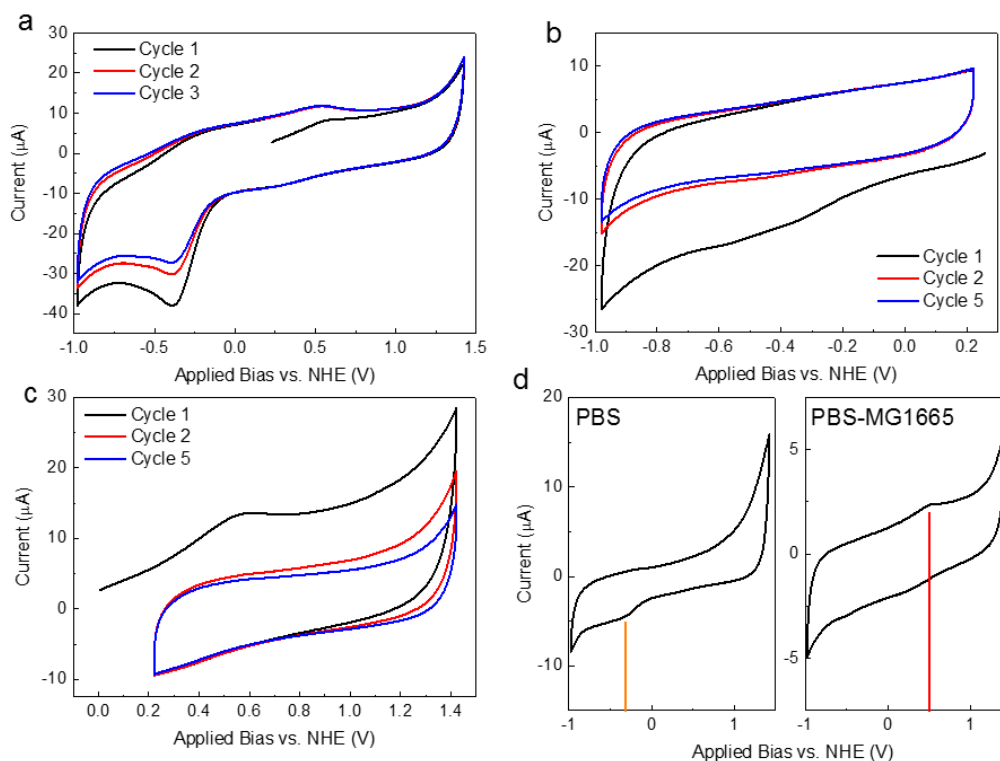 a
30
20
10
0
-10
-20
-30
-40
Current (μA)
Cycle 1
Cycle 2
Cycle 3
-1.0 -0.5 0.0 0.5 1.0 1.5
Applied Bias vs. NHE (V)
b
10
0
-10
-20
-30
Current (μA)
Cycle 1
Cycle 2
Cycle 5
-1.0 -0.8 -0.6 -0.4 -0.2 0.0 0.2
Applied Bias vs. NHE (V)
c
30
20
10
0
-10
Current (μA)
Cycle 1
Cycle 2
Cycle 5
0.0 0.2 0.4 0.6 0.8 1.0 1.2 1.4
Applied Bias vs. NHE (V)
d
PBS
20
10
0
-10
Current (μA)
-1 0 1
Applied Bias vs. NHE (V)
PBS-MG1665
5
0
-5
-1 0 1
Applied Bias vs. NHE (V)